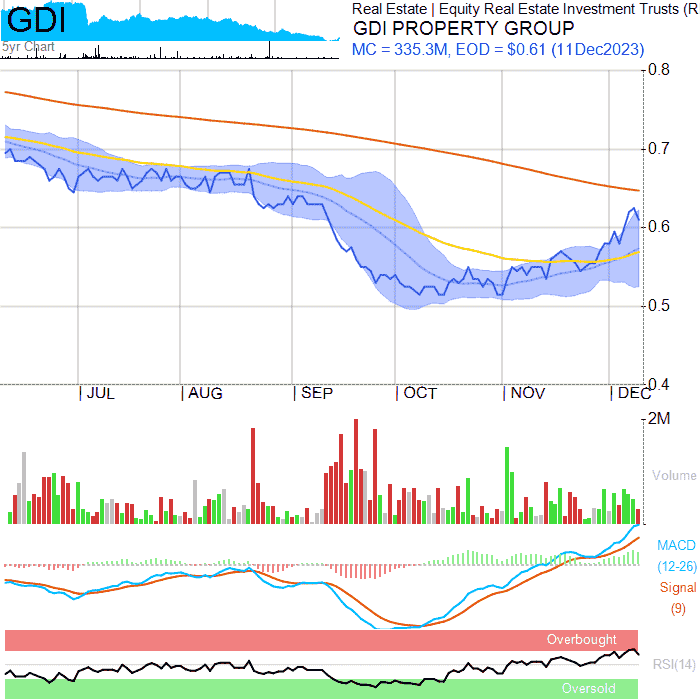 GDI
5yr Chart
Real Estate | Equity Real Estate Investment Trusts (R
GDI PROPERTY GROUP
MC = 335.3M, EOD = $0.61 (11Dec2023)
0.8
0.7
0.6
0.5
0.4
| JUL | AUG | SEP | OCT | NOV | DEC
2M
Volume
MACD
(12-26)
Signal
(9)
Overbought
RSI(14)
Oversold